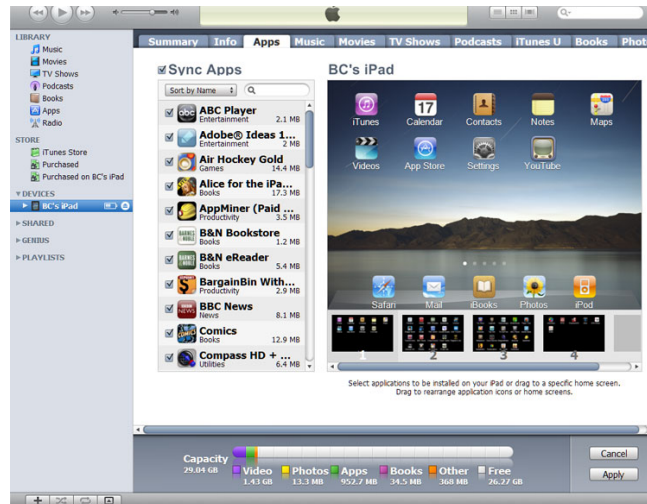 Summary Info Apps Music Movies TV Shows Podcasts iTunes U Books Phot
LIBRARY
Music
Movies
TV Shows
Podcasts
Books
Apps
Radio
STORE
iTunes Store
Purchased
Purchased on BC's iPad
DEVICES
BC's iPad
SHARED
GENIUS
PLAYLISTS
Sync Apps
Sort by Name
ABC Player
Entertainment 2.1 MB
Adobe® Ideas 1...
Entertainment 2 MB
Air Hockey Gold
Games 14.4 MB
Alice for the iPa...
Books 17.3 MB
AppMiner (Paid ...
Productivity 3.5 MB
B&N Bookstore
Books 1.2 MB
B&N eReader
Books 5.4 MB
BargainBin With...
Productivity 2.9 MB
BBC News
News 8.1 MB
Comics
Books 12.9 MB
Compass HD + ...
Utilities 6.4 MB
BC's iPad
iTunes Calendar Contacts Notes Maps
17
Videos App Store Settings YouTube
Safari Mail iBooks Photos iPod
1 2 3 4
Select applications to be installed on your iPad or drag to a specific home screen.
Drag to rearrange application icons or home screens.
Capacity
29.04 GB
Video Photos Apps Books Other Free
1.43 GB 13.3 MB 952.7 MB 34.5 MB 368 MB 26.27 GB
Cancel
Apply